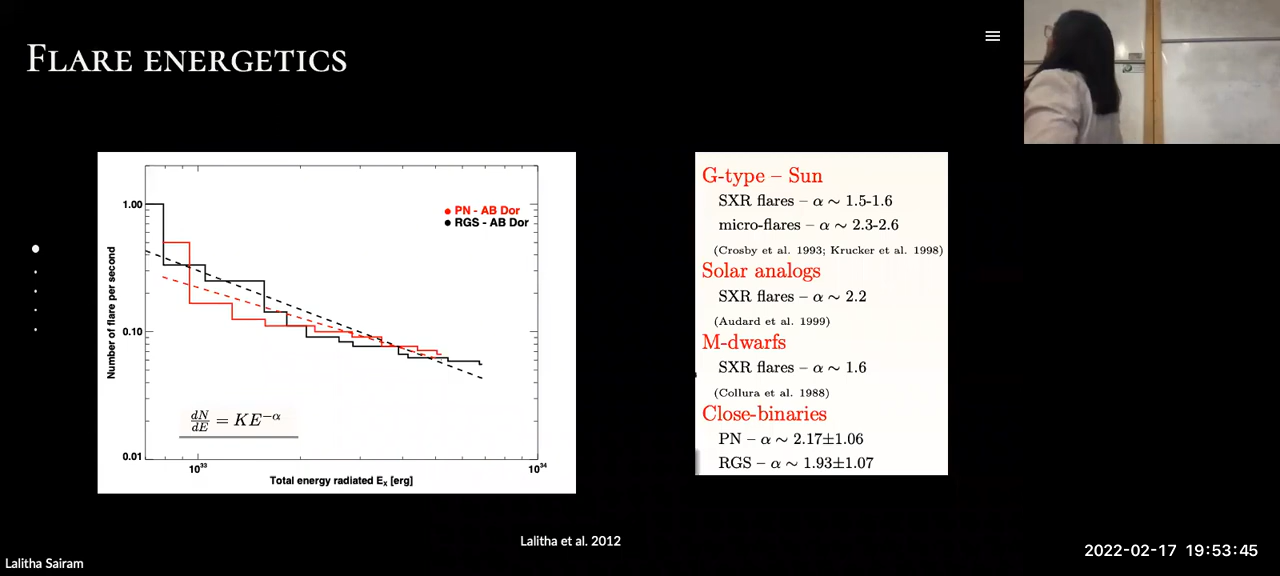 FLARE ENERGETICS
1.00
0.10
0.01
Number of flare per second
PN - AB Dor
RGS - AB Dor
dN/dE = KE^−α
10^33
10^34
Total energy radiated Ex [erg]
G-type – Sun
SXR flares – α ∼ 1.5-1.6
micro-flares – α ∼ 2.3-2.6
(Crosby et al. 1993; Krucker et al. 1998)
Solar analogs
SXR flares – α ∼ 2.2
(Audard et al. 1999)
M-dwarfs
SXR flares – α ∼ 1.6
(Collura et al. 1988)
Close-binaries
PN – α ∼ 2.17±1.06
RGS – α ∼ 1.93±1.07
Lalitha et al. 2012
Lalitha Sairam
2022-02-17 19:53:45